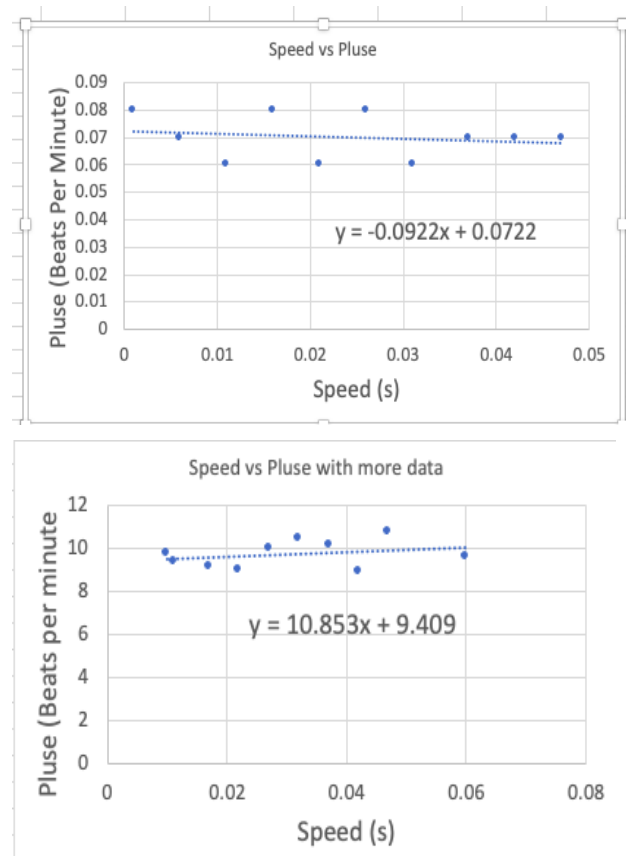 Speed vs Pluse
Pluse (Beats Per Minute)
0.09
0.08
0.07
0.06
0.05
0.04
0.03
0.02
0.01
0
y = -0.0922x + 0.0722
0 0.01 0.02 0.03 0.04 0.05
Speed (s)
Speed vs Pluse with more data
Pluse (Beats per minute
12
10
8
6
4
2
0
y = 10.853x + 9.409
0 0.02 0.04 0.06 0.08
Speed (s)